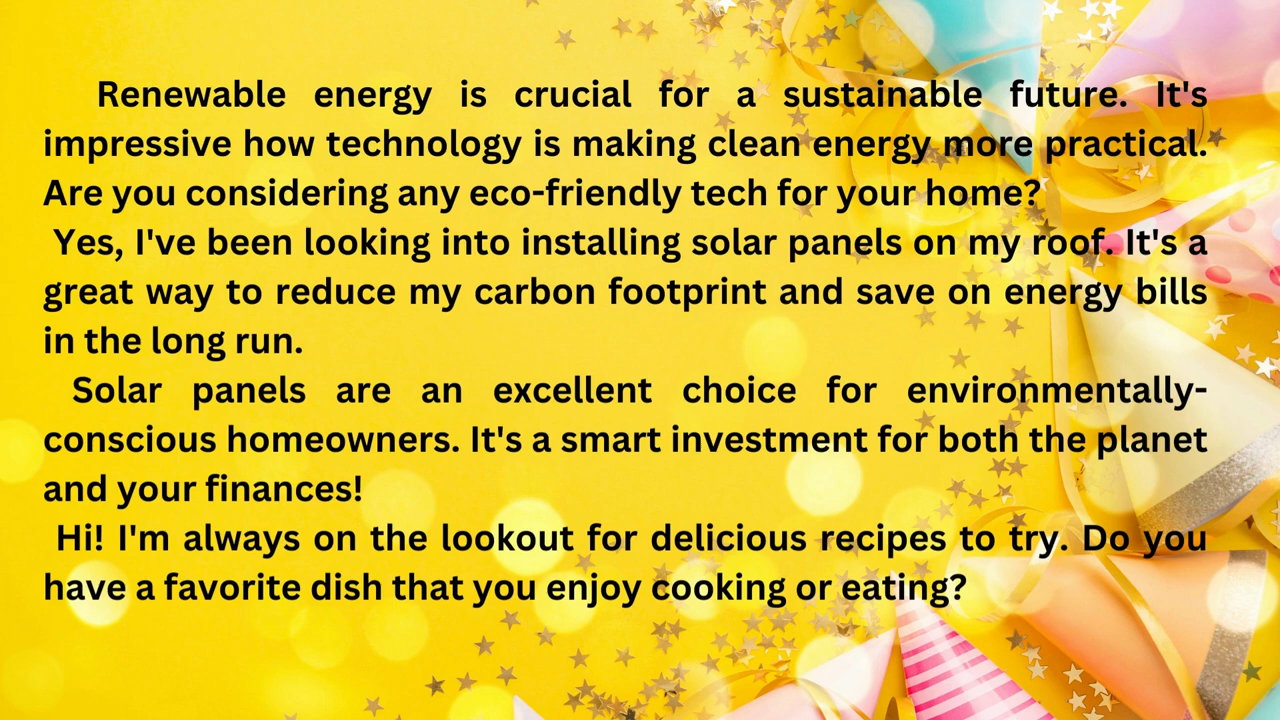 Renewable energy is crucial for a sustainable future. It's
impressive how technology is making clean energy more practical.
Are you considering any eco-friendly tech for your home?
Yes, I've been looking into installing solar panels on my roof. It's a
great way to reduce my carbon footprint and save on energy bills
in the long run.
Solar panels are an excellent choice for environmentally-
conscious homeowners. It's a smart investment for both the planet
and your finances!
Hi! I'm always on the lookout for delicious recipes to try. Do you
have a favorite dish that you enjoy cooking or eating?